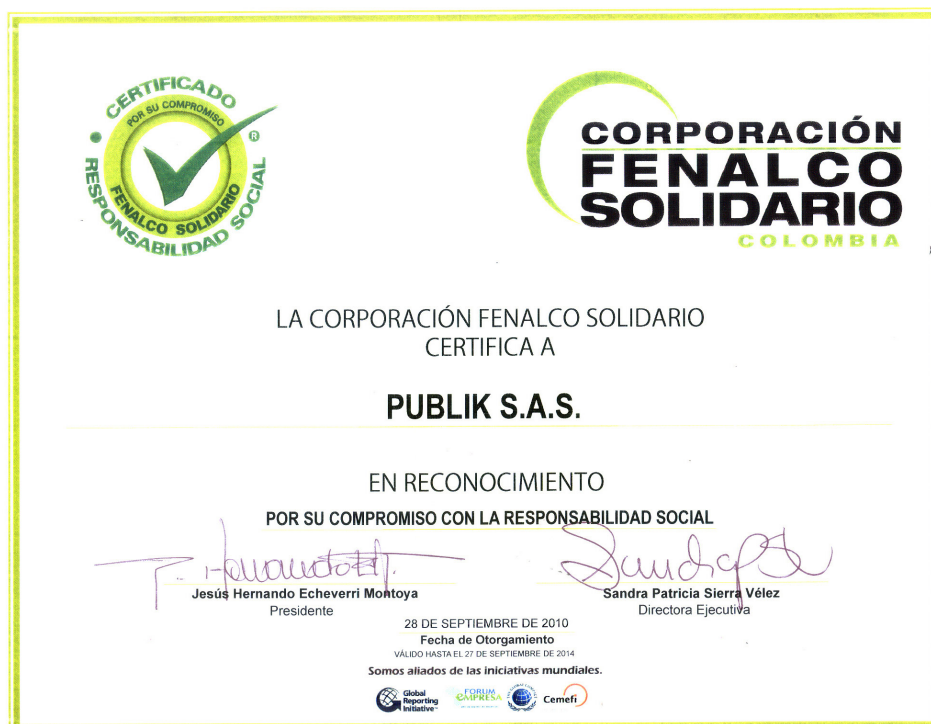 CERTIFICADO
POR SU COMPROMISO
®
FENALCO SOLIDARIO
RESPONSABILIDAD SOCIAL
CORPORACIÓN
FENALCO
SOLIDARIO
COLOMBIA
LA CORPORACIÓN FENALCO SOLIDARIO
CERTIFICA A
PUBLIK S.A.S.
EN RECONOCIMIENTO
POR SU COMPROMISO CON LA RESPONSABILIDAD SOCIAL
Jesús Hernando Echeverri Montoya
Presidente
Sandra Patricia Sierra Vélez
Directora Ejecutiva
28 DE SEPTIEMBRE DE 2010
Fecha de Otorgamiento
VÁLIDO HASTA EL 27 DE SEPTIEMBRE DE 2014
Somos aliados de las iniciativas mundiales.
Global
Reporting
Initiative™
FORUM
EMPRESA
Cemefi